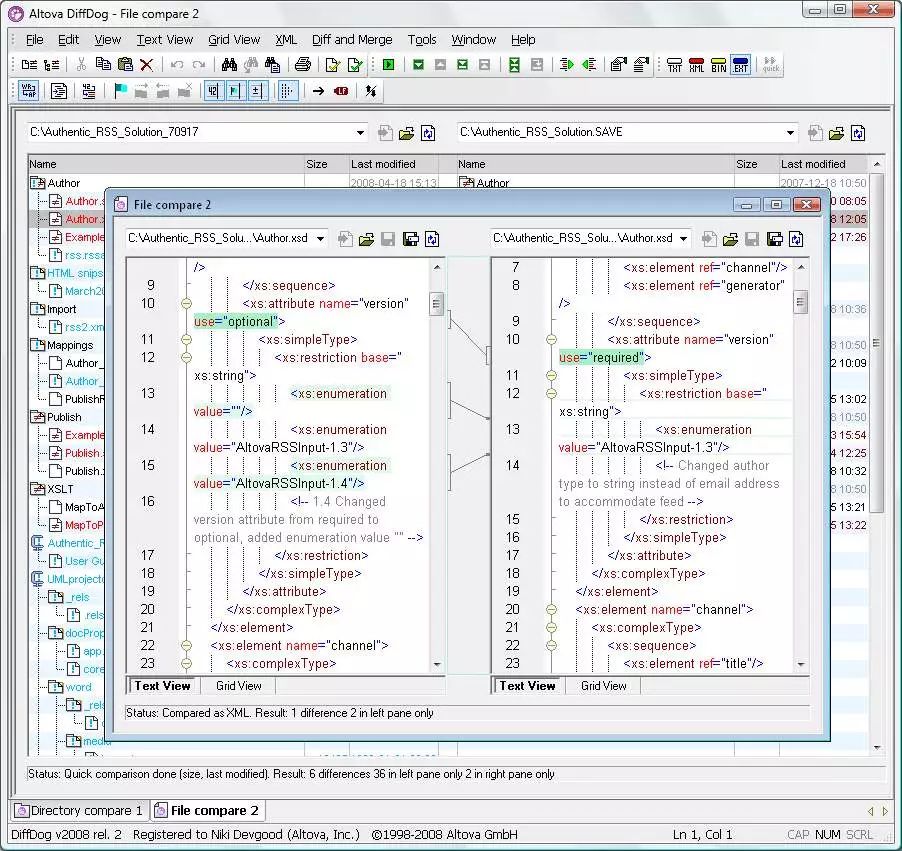 Altova DiffDog - File compare 2
File Edit View Text View Grid View XML Diff and Merge Tools Window Help
TXT XML BIN EXT quick
C:\Authentic_RSS_Solution_70917 C:\Authentic_RSS_Solution.SAVE
Name Size Last modified Name Size Last modified
Author 2008-04-18 15:13 Author 2007-12-18 10:50
File compare 2
Author. 08:05
Author. 12:05
Example 17:26
C:\Authentic_RSS_Solu...\Author.xsd C:\Authentic_RSS_Solu...\Author.xsd
rss.rsse
HTML snips
March20
Import 10:36
rss2.xm
Mappings 10:50
Author_ 10:09
Author_
PublishR 13:02
Publish 10:50
Example 15:54
Publish. 12:25
Publish. 10:32
XSLT 10:50
MapToA 13:21
MapToP 13:22
Authentic_R
User Gu
UMLprojecto
_rels
.rels
docProp
app.
core
word
_rels
media
/>
9 </xs:sequence>
10 <xs:attribute name="version"
use="optional">
11 <xs:simpleType>
12 <xs:restriction base="
xs:string">
13 <xs:enumeration
value=""/>
14 <xs:enumeration
value="AltovaRSSInput-1.3"/>
15 <xs:enumeration
value="AltovaRSSInput-1.4"/>
16 <!-- 1.4 Changed
version attribute from required to
optional, added enumeration value "" -->
17 </xs:restriction>
18 </xs:simpleType>
19 </xs:attribute>
20 </xs:complexType>
21 </xs:element>
22 <xs:element name="channel">
23 <xs:complexType>
7 <xs:element ref="channel"/>
8 <xs:element ref="generator"
/>
9 </xs:sequence>
10 <xs:attribute name="version"
use="required">
11 <xs:simpleType>
12 <xs:restriction base="
xs:string">
13 <xs:enumeration
value="AltovaRSSInput-1.3"/>
14 <!-- Changed author
type to string instead of email address
to accommodate feed -->
15 </xs:restriction>
16 </xs:simpleType>
17 </xs:attribute>
18 </xs:complexType>
19 </xs:element>
20 <xs:element name="channel">
21 <xs:complexType>
22 <xs:sequence>
23 <xs:element ref="title"/>
Text View Grid View Text View Grid View
Status: Compared as XML. Result: 1 difference 2 in left pane only
Status: Quick comparison done (size, last modified). Result: 6 differences 36 in left pane only 2 in right pane only
Directory compare 1 File compare 2
DiffDog v2008 rel. 2 Registered to Niki Devgood (Altova, Inc.) ©1998-2008 Altova GmbH Ln 1, Col 1 CAP NUM SCRL